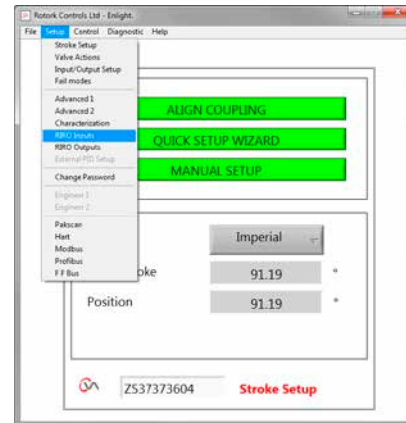 Rotork Controls Ltd - Enlight.
File Setup Control Diagnostic Help
Stroke Setup
Valve Actions
Input/Output Setup
Fail modes
Advanced 1
Advanced 2
Characterization
RIRO Inputs
RIRO Outputs
External PID Setup
Change Password
Engineer 1
Engineer 2
Pakscan
Hart
Modbus
Profibus
F F Bus
ALIGN COUPLING
QUICK SETUP WIZARD
MANUAL SETUP
Imperial
oke 91.19 °
Position 91.19 °
ZS37373604 Stroke Setup